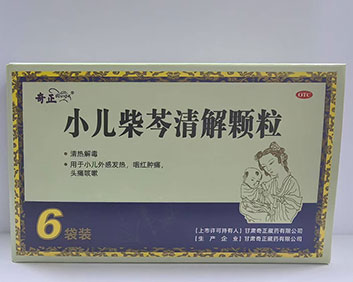 奇正
OTC
小儿柴芩清解颗粒
清热解毒
用于小儿外感发热，咽红肿痛，
头痛咳嗽
6袋装
[上市许可持有人] 甘肃奇正藏药有限公司
[生产企业] 甘肃奇正藏药有限公司